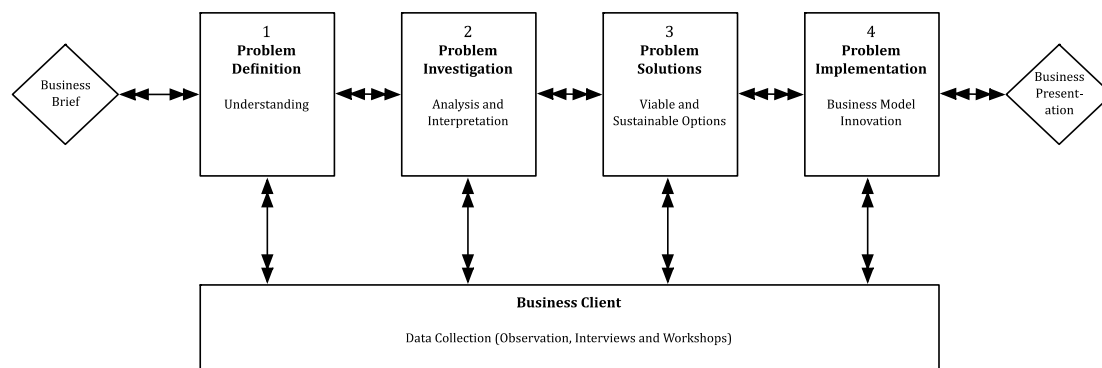 Business
Brief
1
Problem
Definition
Understanding
2
Problem
Investigation
Analysis and
Interpretation
3
Problem
Solutions
Viable and
Sustainable Options
4
Problem
Implementation
Business Model
Innovation
Business
Present-
ation
Business Client
Data Collection (Observation, Interviews and Workshops)